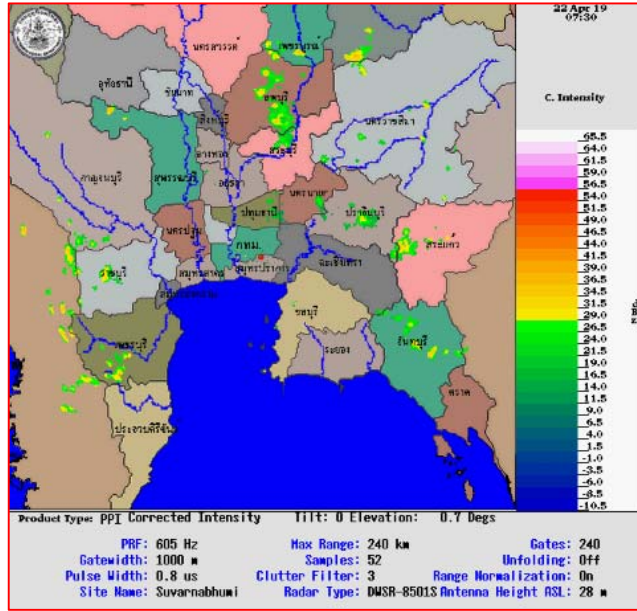 22 Apr 19
07:30
C. Intensity
นครสวรรค์
เพชรบูรณ์
อุทัยธานี
ชัยนาท
ลพบุรี
สิงห์บุรี
นครราชสีมา
อ่างทอง
สระบุรี
กาญจนบุรี
สุพรรณบุรี
อยุธยา
นครนายก
ปทุมธานี
ปราจีนบุรี
นครปฐม
สระแก้ว
กทม.
ราชบุรี
สมุทรสาคร
สมุทรปราการ
ฉะเชิงเทรา
สมุทรสงคราม
ชลบุรี
เพชรบุรี
ระยอง
จันทบุรี
ตราด
ประจวบคีรีขันธ์
65.5
64.0
61.5
59.0
56.5
54.0
51.5
49.0
46.5
44.0
41.5
39.0
36.5
34.0
31.5
29.0
26.5
24.0
21.5
19.0
16.5
14.0
11.5
9.0
6.5
4.0
1.5
-1.0
-3.5
-6.0
-8.5
-10.5
Product Type: PPI Corrected Intensity Tilt: 0 Elevation: 0.7 Degs
PRF: 605 Hz Max Range: 240 km Gates: 240
Gatewidth: 1000 m Samples: 52 Unfolding: Off
Pulse Width: 0.8 us Clutter Filter: 3 Range Normalization: On
Site Name: Suvarnabhumi Radar Type: DWSR-8501S Antenna Height ASL: 28 m